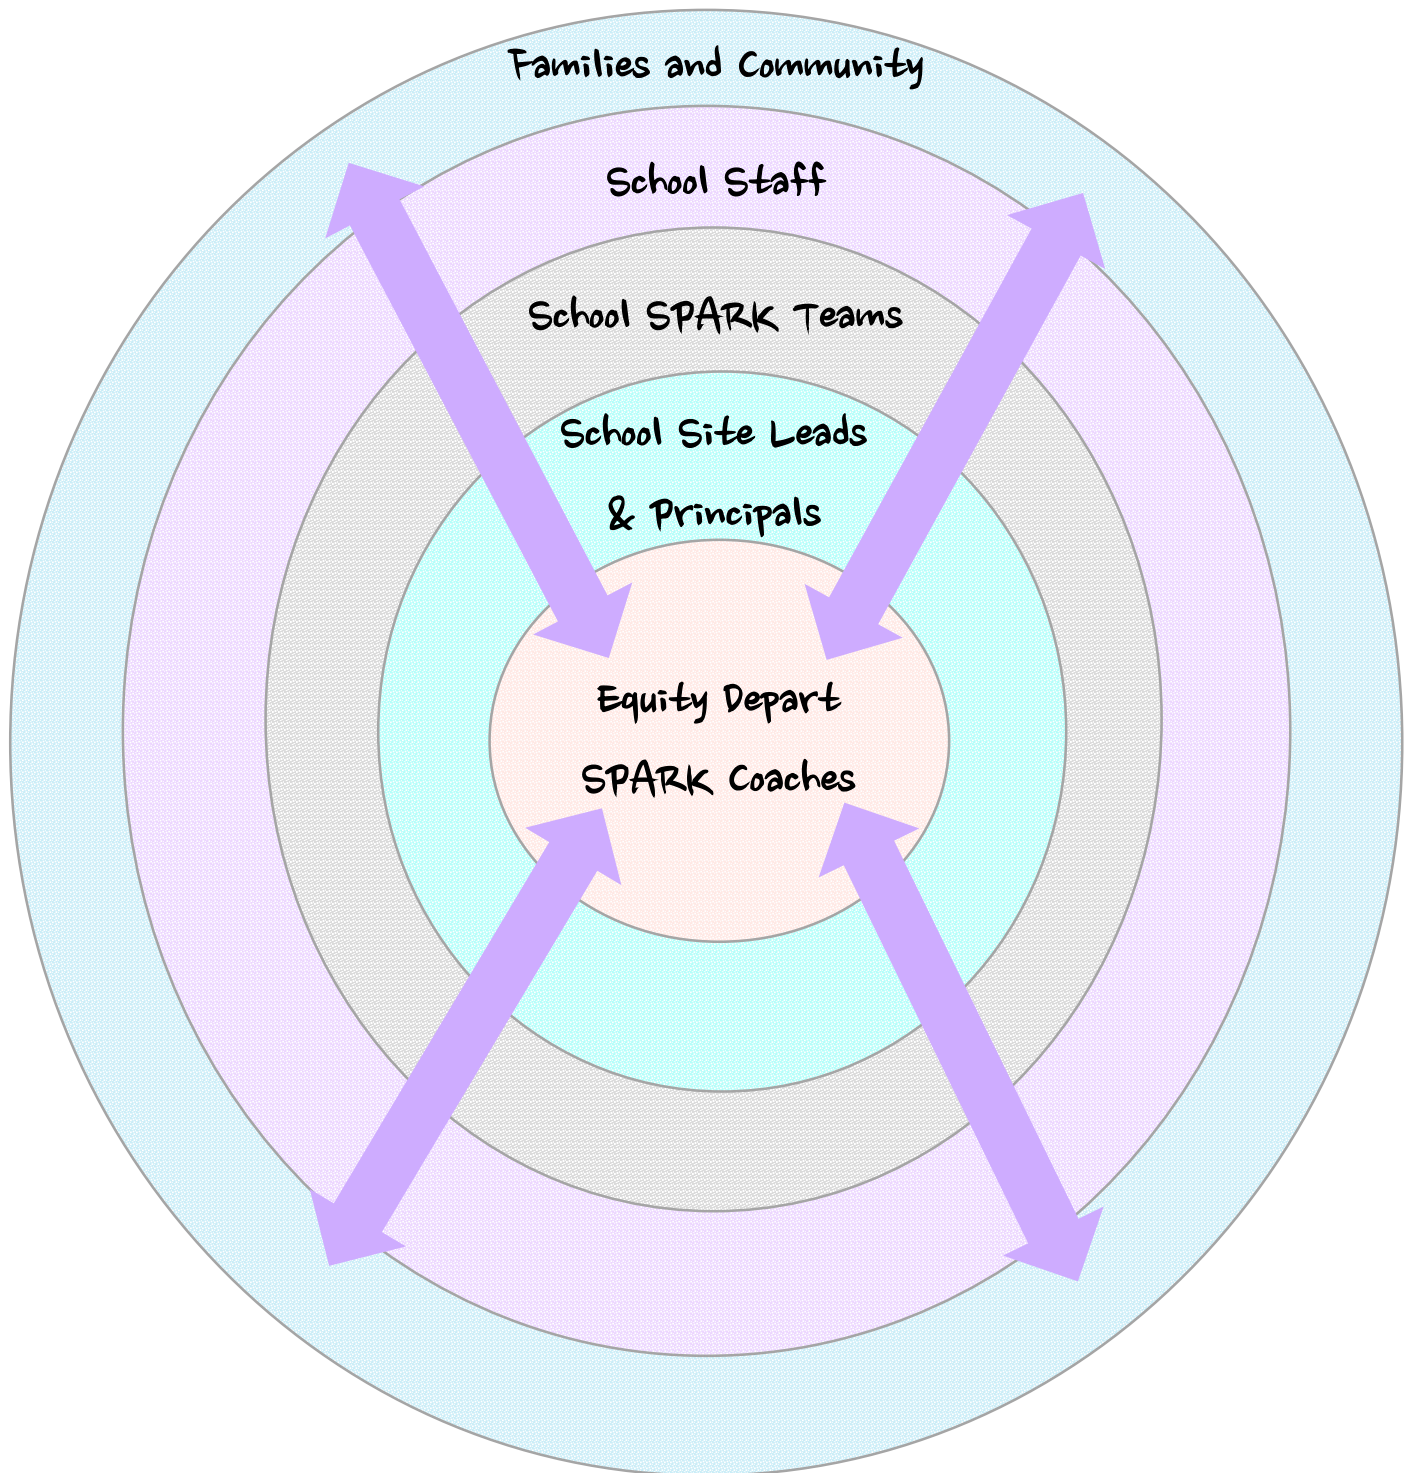 Families and Community
School Staff
School SPARK Teams
School Site Leads
& Principals
Equity Depart
SPARK Coaches